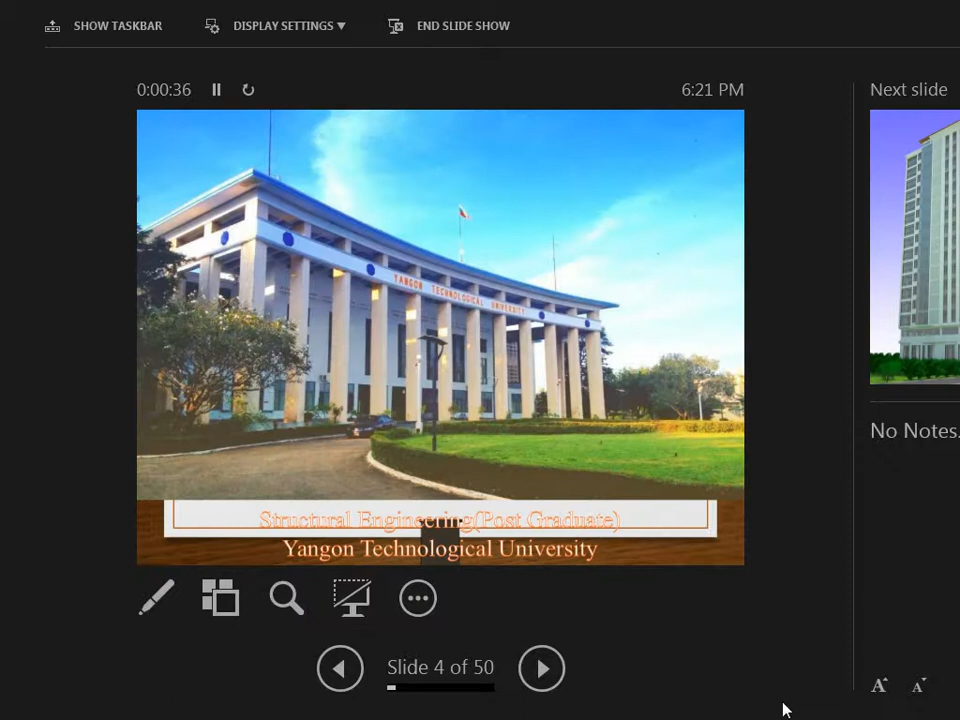 SHOW TASKBAR
DISPLAY SETTINGS ▼
END SLIDE SHOW
0:00:36
6:21 PM
Next slide
YANGON TECHNOLOGICAL UNIVERSITY
Structural Engineering(Post Graduate)
Yangon Technological University
No Notes.
Slide 4 of 50
A
A